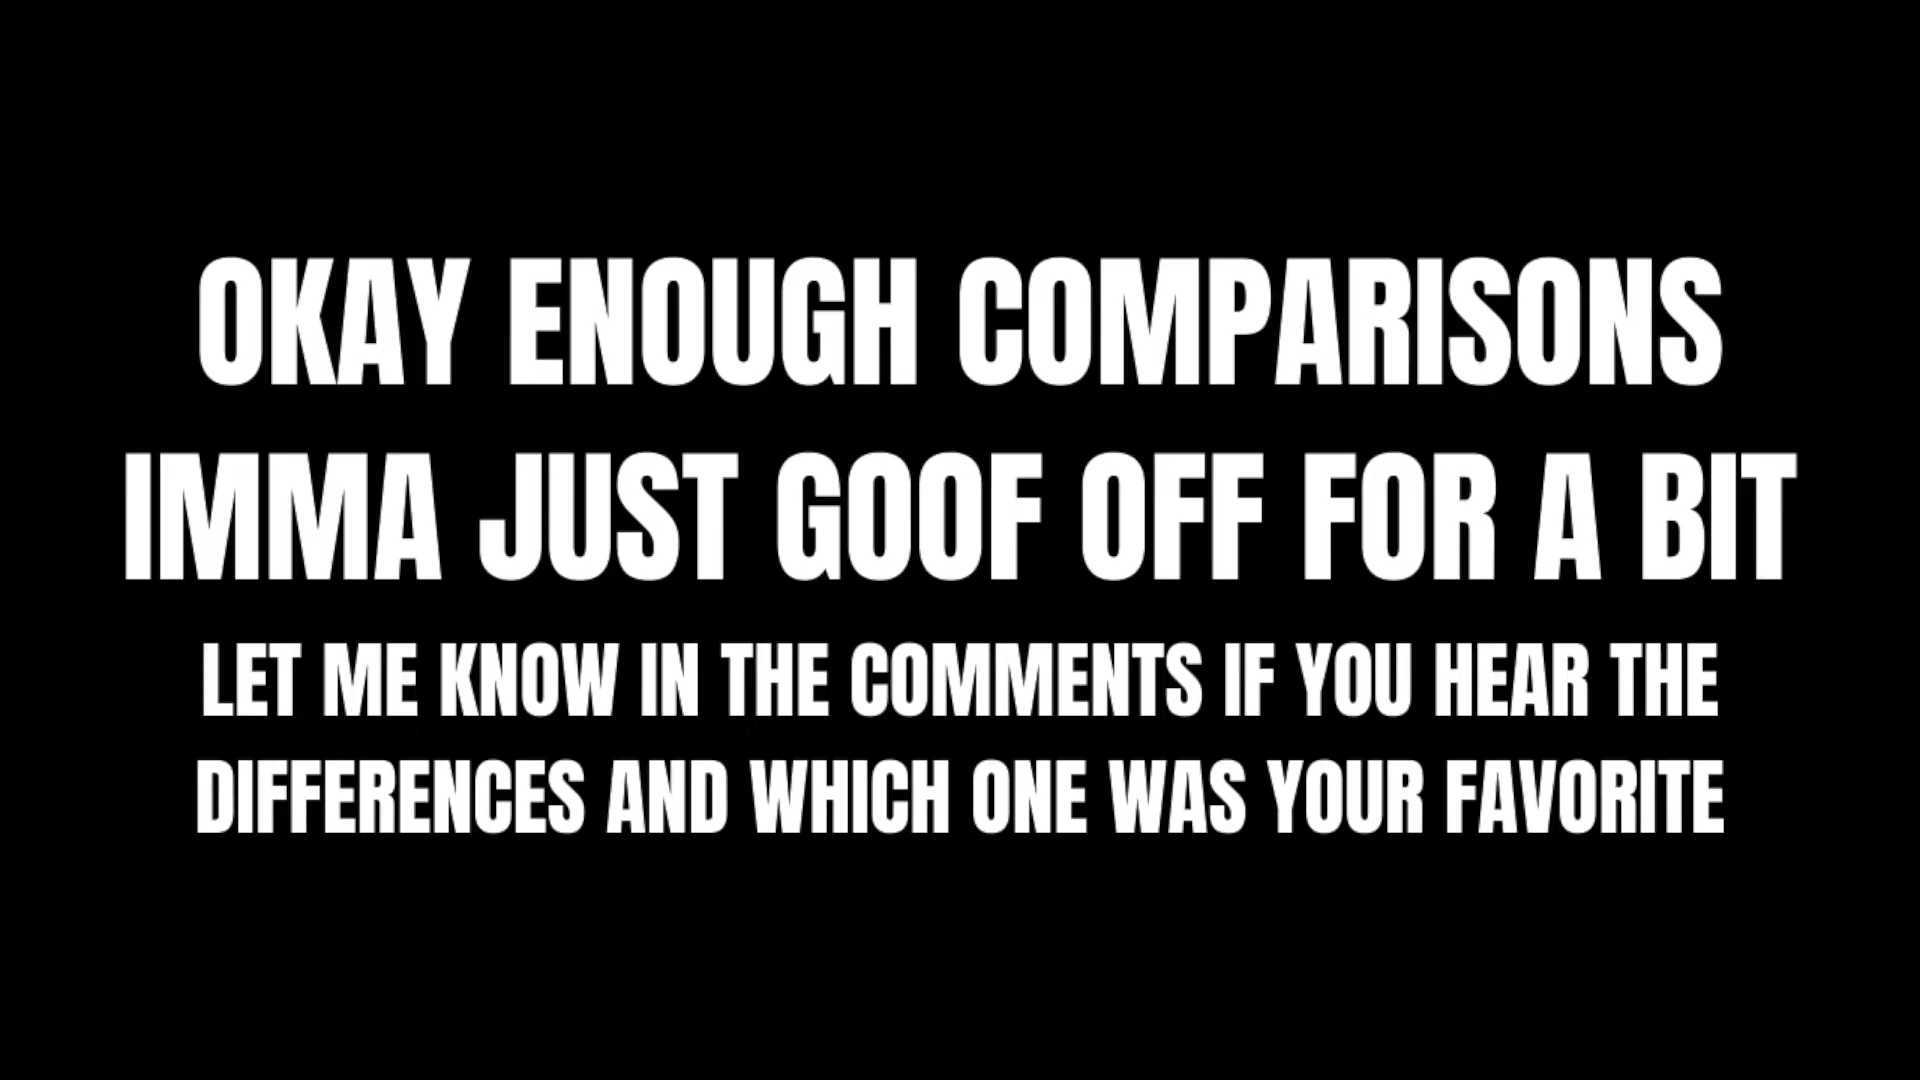 OKAY ENOUGH COMPARISONS
IMMA JUST GOOF OFF FOR A BIT
LET ME KNOW IN THE COMMENTS IF YOU HEAR THE
DIFFERENCES AND WHICH ONE WAS YOUR FAVORITE